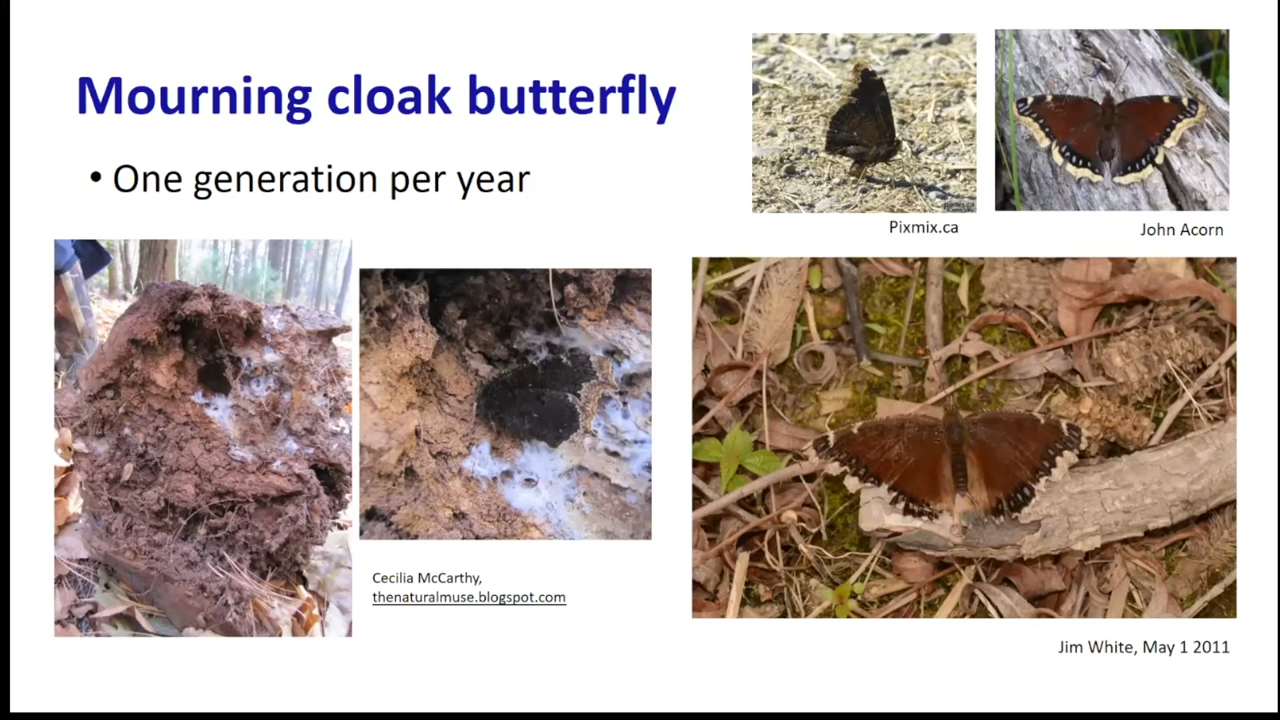 Mourning cloak butterfly
• One generation per year
Pixmix.ca
John Acorn
Cecilia McCarthy,
thenaturalmuse.blogspot.com
Jim White, May 1 2011